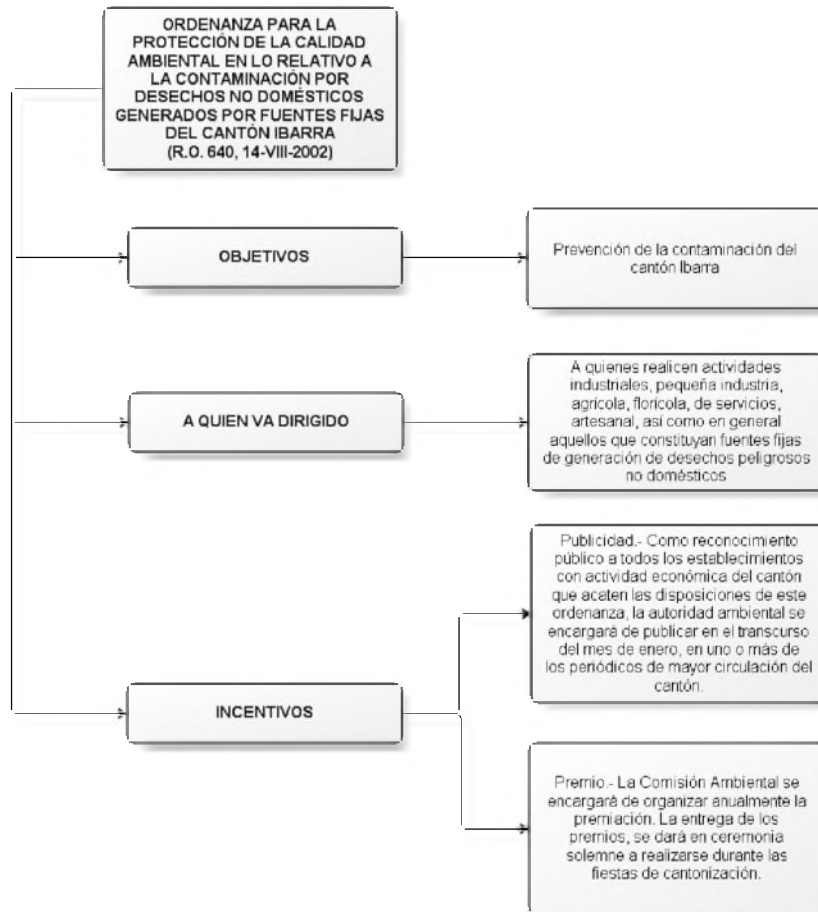 ORDENANZA PARA LA
PROTECCIÓN DE LA CALIDAD
AMBIENTAL EN LO RELATIVO A
LA CONTAMINACIÓN POR
DESECHOS NO DOMÉSTICOS
GENERADOS POR FUENTES FIJAS
DEL CANTÓN IBARRA
(R.O. 640, 14-VIII-2002)
OBJETIVOS
Prevención de la contaminación del
cantón Ibarra
A QUIEN VA DIRIGIDO
A quienes realicen actividades
industriales, pequeña industria,
agrícola, florícola, de servicios,
artesanal, así como en general
aquellos que constituyan fuentes fijas
de generación de desechos peligrosos
no domésticos
INCENTIVOS
Publicidad.- Como reconocimiento
público a todos los establecimientos
con actividad económica del cantón
que acaten las disposiciones de este
ordenanza, la autoridad ambiental se
encargará de publicar en el transcurso
del mes de enero, en uno o más de
los periódicos de mayor circulación del
cantón.
Premio.- La Comisión Ambiental se
encargará de organizar anualmente la
premiación. La entrega de los
premios, se dará en ceremonia
solemne a realizarse durante las
fiestas de cantonización.